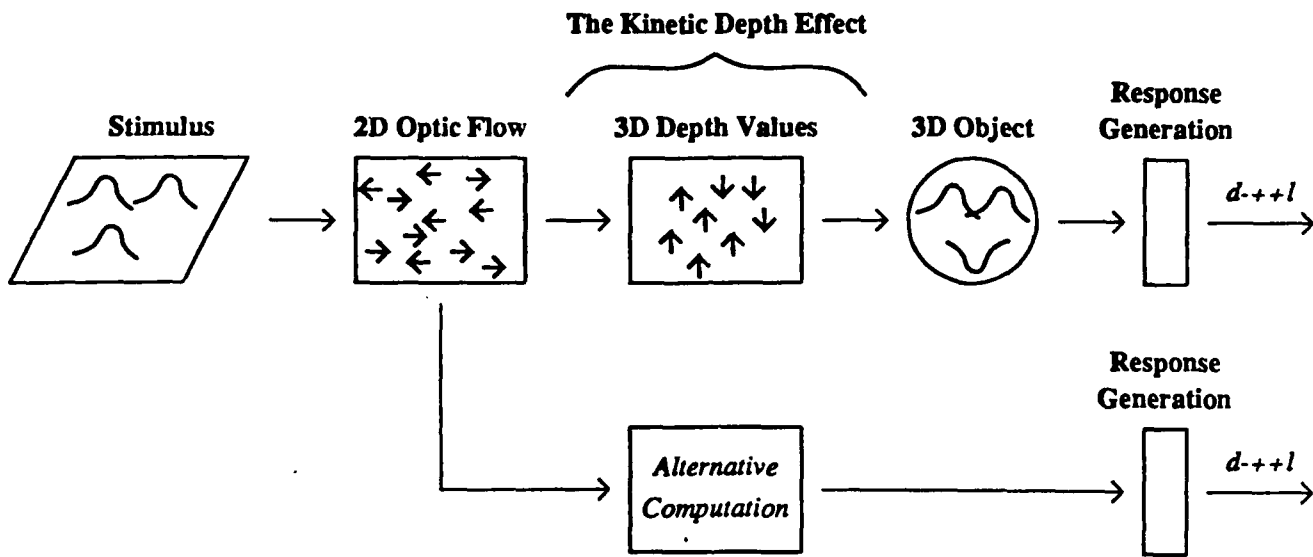 The Kinetic Depth Effect
Stimulus
2D Optic Flow
3D Depth Values
3D Object
Response
Generation
d-++l
Response
Generation
Alternative
Computation
d-++l